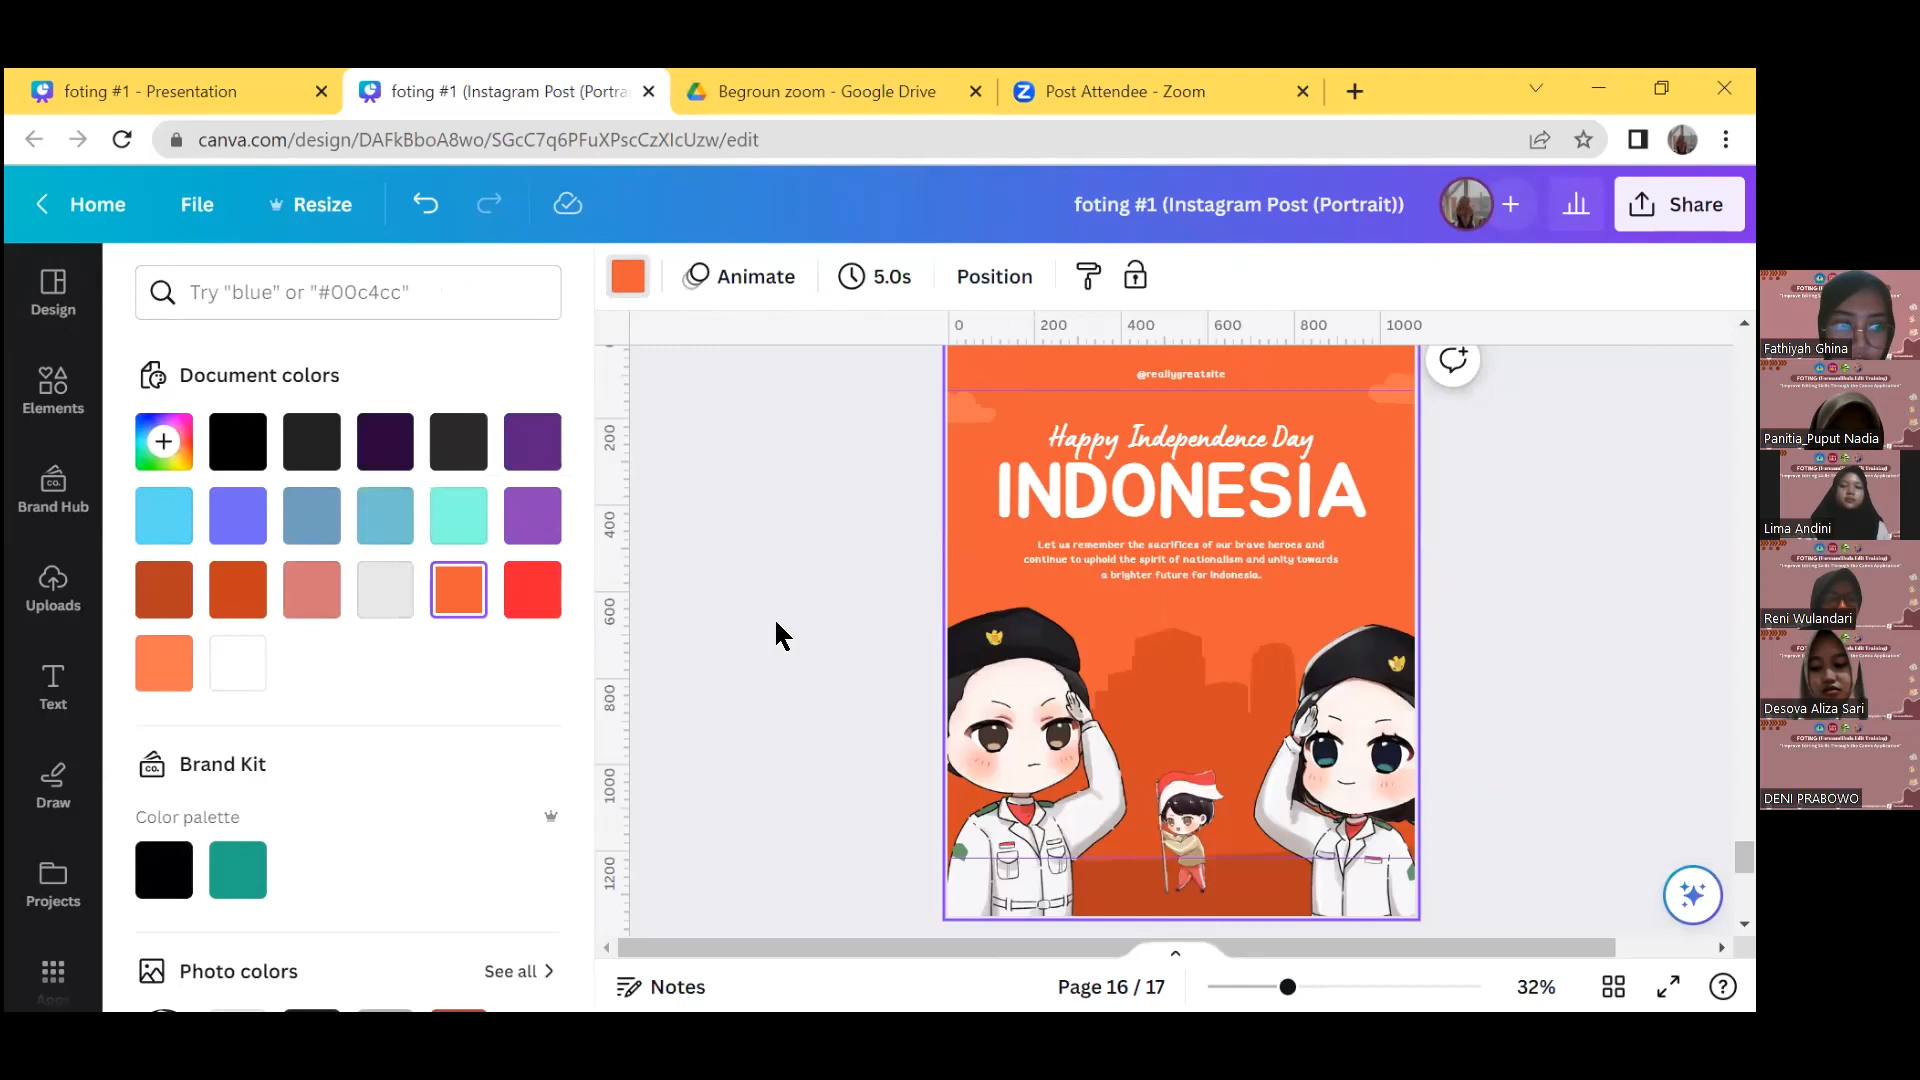 foting #1 - Presentation
foting #1 (Instagram Post (Portra
Begroun zoom - Google Drive
Post Attendee - Zoom
canva.com/design/DAFkBboA8wo/SGcC7q6PFuXPscCzXIcUzw/edit
Home
File
Resize
foting #1 (Instagram Post (Portrait))
Share
Design
Elements
Brand Hub
Uploads
Text
Draw
Projects
Apps
Try "blue" or "#00c4cc"
Document colors
Brand Kit
Color palette
Photo colors
See all
Animate
5.0s
Position
0 200 400 600 800 1000
200
400
600
800
1000
1200
@reallygreatsite
Happy Independence Day
INDONESIA
Let us remember the sacrifices of our brave heroes and
continue to uphold the spirit of nationalism and unity towards
a brighter future for Indonesia.
Notes
Page 16 / 17
32%
Fathiyah Ghina
Panitia_Puput Nadia
Lima Andini
Reni Wulandari
Desova Aliza Sari
DENI PRABOWO